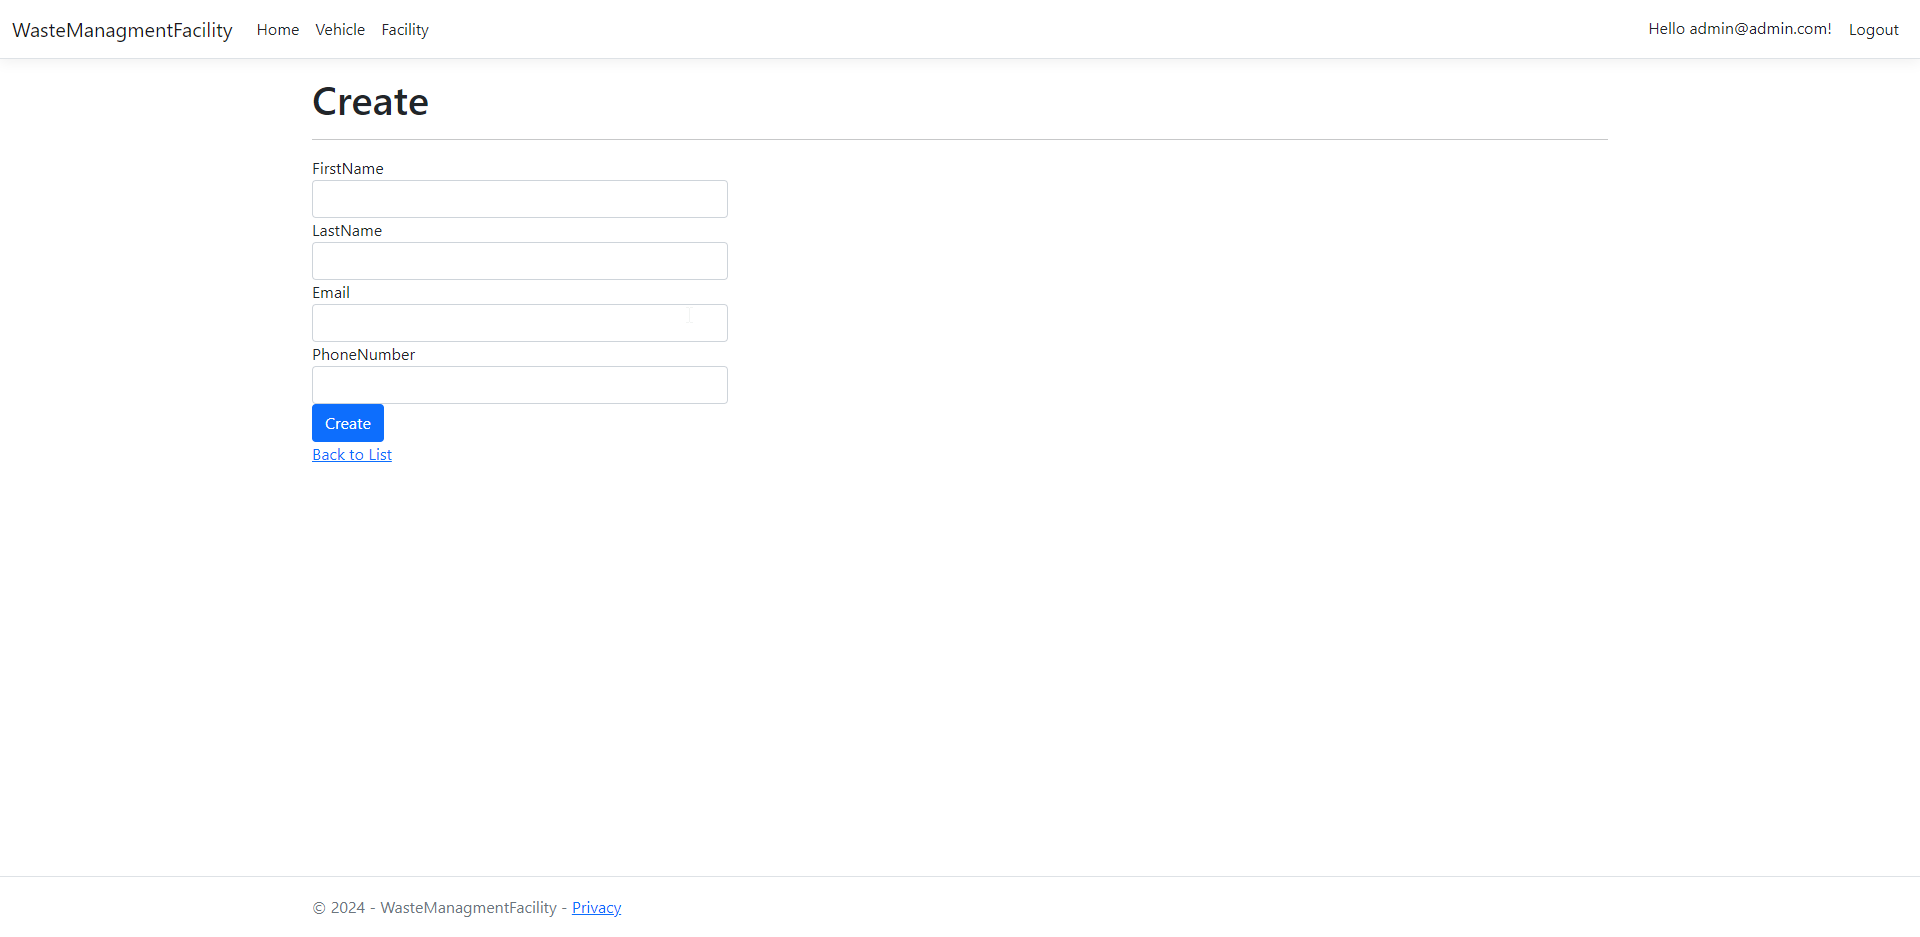 WasteManagmentFacility Home Vehicle Facility Hello admin@admin.com! Logout
Create
FirstName
LastName
Email
PhoneNumber
Create
Back to List
© 2024 - WasteManagmentFacility - Privacy